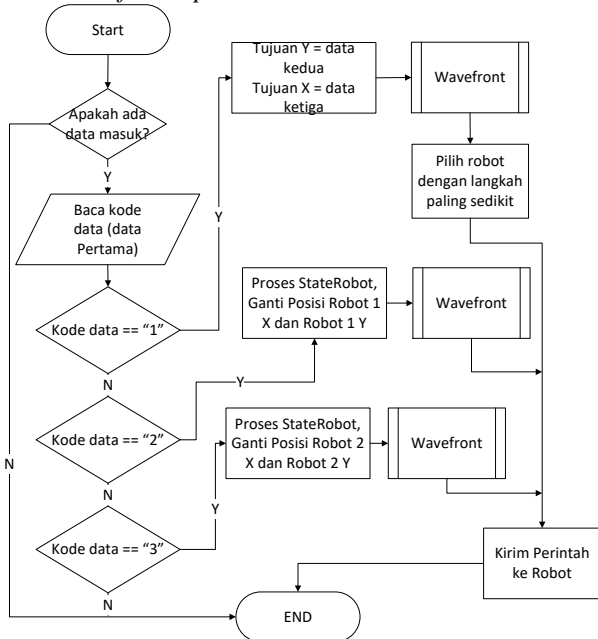 Start
Apakah ada
data masuk?
Y
Baca kode
data (data
Pertama)
Kode data == “1”
Y
N
Kode data == “2”
Y
N
Kode data == “3”
Y
N
N
Tujuan Y = data
kedua
Tujuan X = data
ketiga
Wavefront
Pilih robot
dengan langkah
paling sedikit
Proses StateRobot,
Ganti Posisi Robot 1
X dan Robot 1 Y
Wavefront
Proses StateRobot,
Ganti Posisi Robot 2
X dan Robot 2 Y
Wavefront
Kirim Perintah
ke Robot
END